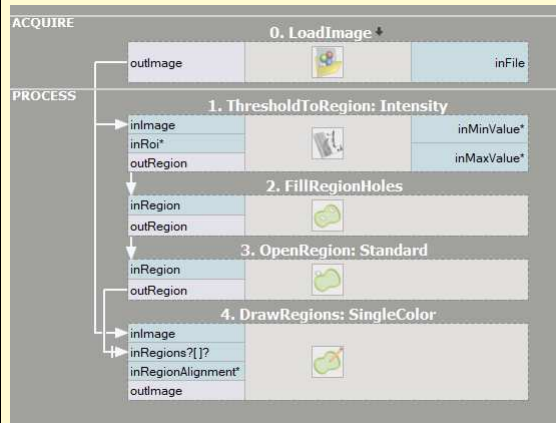 ACQUIRE
0. LoadImage
outImage
inFile
PROCESS
1. ThresholdToRegion: Intensity
inImage
inMinValue*
inRoi*
inMaxValue*
outRegion
2. FillRegionHoles
inRegion
outRegion
3. OpenRegion: Standard
inRegion
outRegion
4. DrawRegions: SingleColor
inImage
inRegions?[]?
inRegionAlignment*
outImage